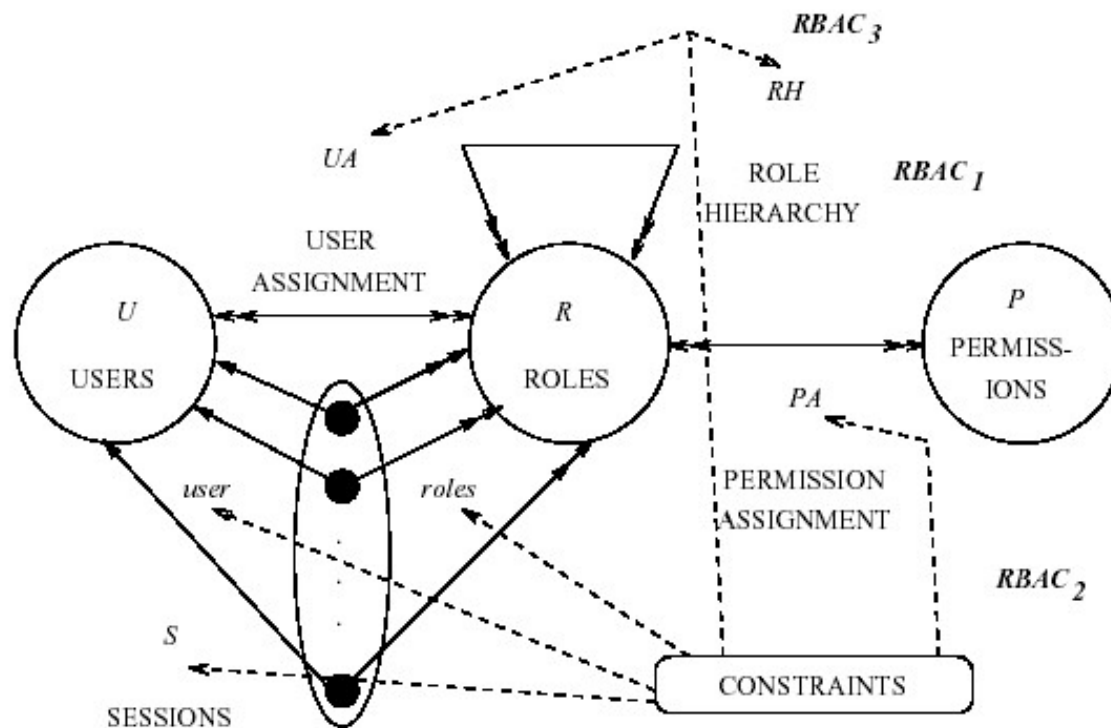 RBAC3
RH
UA
ROLE
HIERARCHY
RBAC1
USER
ASSIGNMENT
U
USERS
R
ROLES
P
PERMISS-
IONS
PA
user
roles
PERMISSION
ASSIGNMENT
RBAC2
S
SESSIONS
CONSTRAINTS